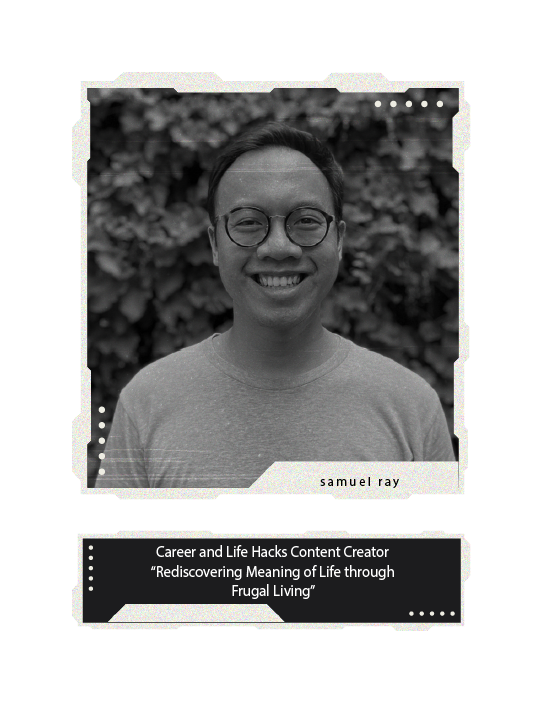 samuel ray
Career and Life Hacks Content Creator
“Rediscovering Meaning of Life through
Frugal Living”